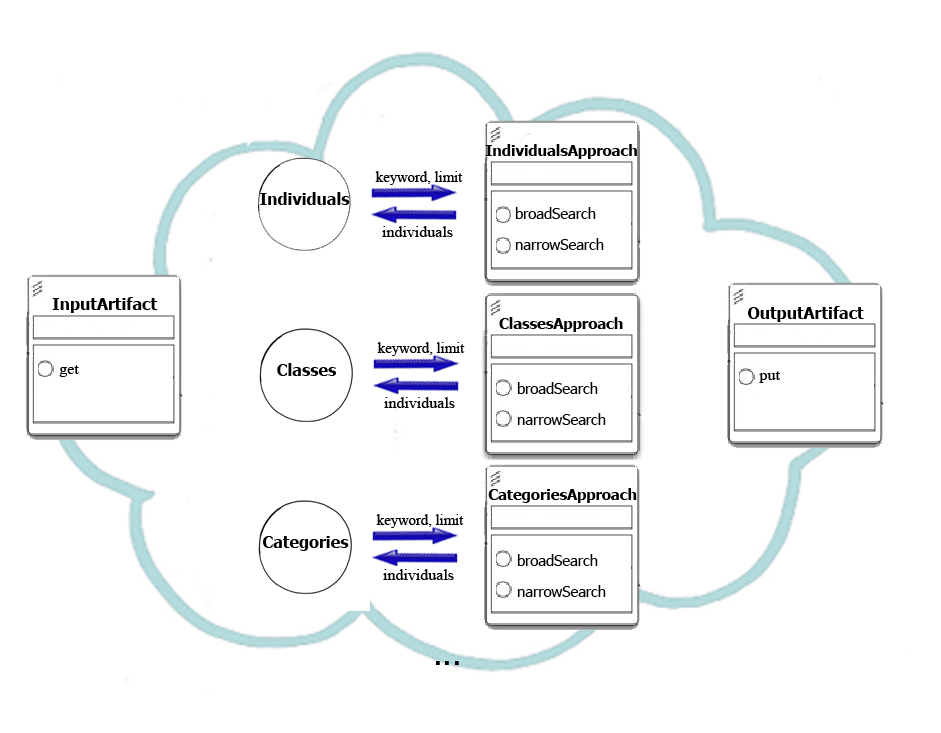 IndividualsApproach
Individuals
keyword, limit
individuals
broadSearch
narrowSearch
InputArtifact
get
Classes
keyword, limit
individuals
ClassesApproach
broadSearch
narrowSearch
OutputArtifact
put
Categories
keyword, limit
individuals
CategoriesApproach
broadSearch
narrowSearch
...